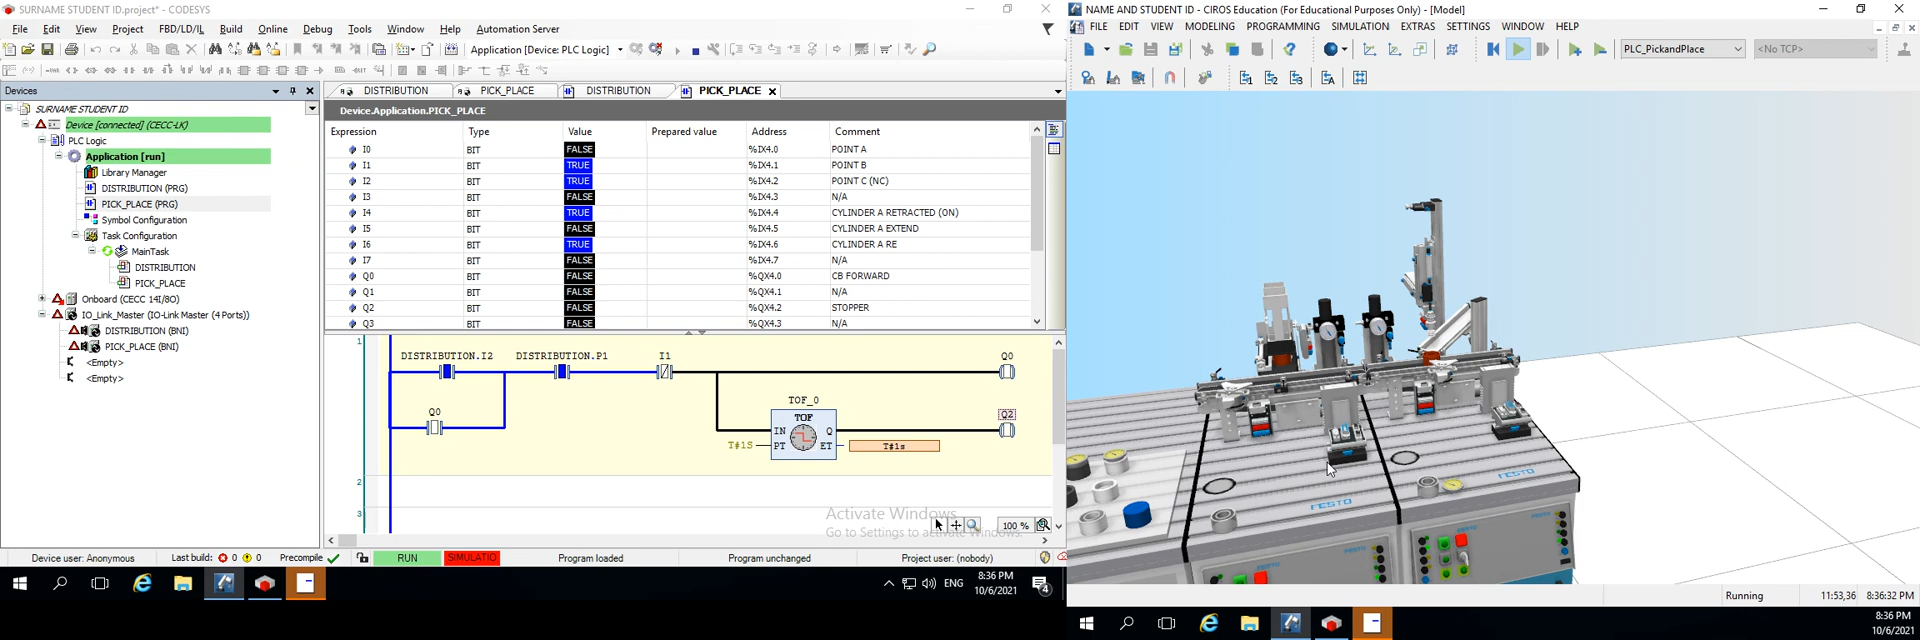 SURNAME STUDENT ID.project* - CODESYS
File Edit View Project FBD/LD/IL Build Online Debug Tools Window Help Automation Server
Application [Device: PLC Logic]
Devices
SURNAME STUDENT ID
Device [connected] (CECC-LK)
PLC Logic
Application [run]
Library Manager
DISTRIBUTION (PRG)
PICK_PLACE (PRG)
Symbol Configuration
Task Configuration
MainTask
DISTRIBUTION
PICK_PLACE
Onboard (CECC 14I/8O)
IO_Link_Master (IO-Link Master (4 Ports))
DISTRIBUTION (BNI)
PICK_PLACE (BNI)
<Empty>
<Empty>
DISTRIBUTION PICK_PLACE DISTRIBUTION PICK_PLACE
Device.Application.PICK_PLACE
Expression Type Value Prepared value Address Comment
I0 BIT FALSE %IX4.0 POINT A
I1 BIT TRUE %IX4.1 POINT B
I2 BIT TRUE %IX4.2 POINT C (NC)
I3 BIT FALSE %IX4.3 N/A
I4 BIT TRUE %IX4.4 CYLINDER A RETRACTED (ON)
I5 BIT FALSE %IX4.5 CYLINDER A EXTEND
I6 BIT TRUE %IX4.6 CYLINDER A RE
I7 BIT FALSE %IX4.7 N/A
Q0 BIT FALSE %QX4.0 CB FORWARD
Q1 BIT FALSE %QX4.1 N/A
Q2 BIT FALSE %QX4.2 STOPPER
Q3 BIT FALSE %QX4.3 N/A
1
DISTRIBUTION.I2 DISTRIBUTION.P1 I1 Q0
Q0
TOF_0
TOF
Q2
IN Q
T#1S PT ET T#1s
2
3
Activate Windows
Go to Settings to activate Windows.
100 %
Device user: Anonymous Last build: 0 0 Precompile RUN SIMULATIO Program loaded Program unchanged Project user: (nobody)
ENG
8:36 PM
10/6/2021
4
NAME AND STUDENT ID - CIROS Education (For Educational Purposes Only) - [Model]
FILE EDIT VIEW MODELING PROGRAMMING SIMULATION EXTRAS SETTINGS WINDOW HELP
PLC_PickandPlace <No TCP>
FESTO
FESTO
FESTO
FESTO
FESTO
Running 11:53,36 8:36:32 PM
8:36 PM
10/6/2021